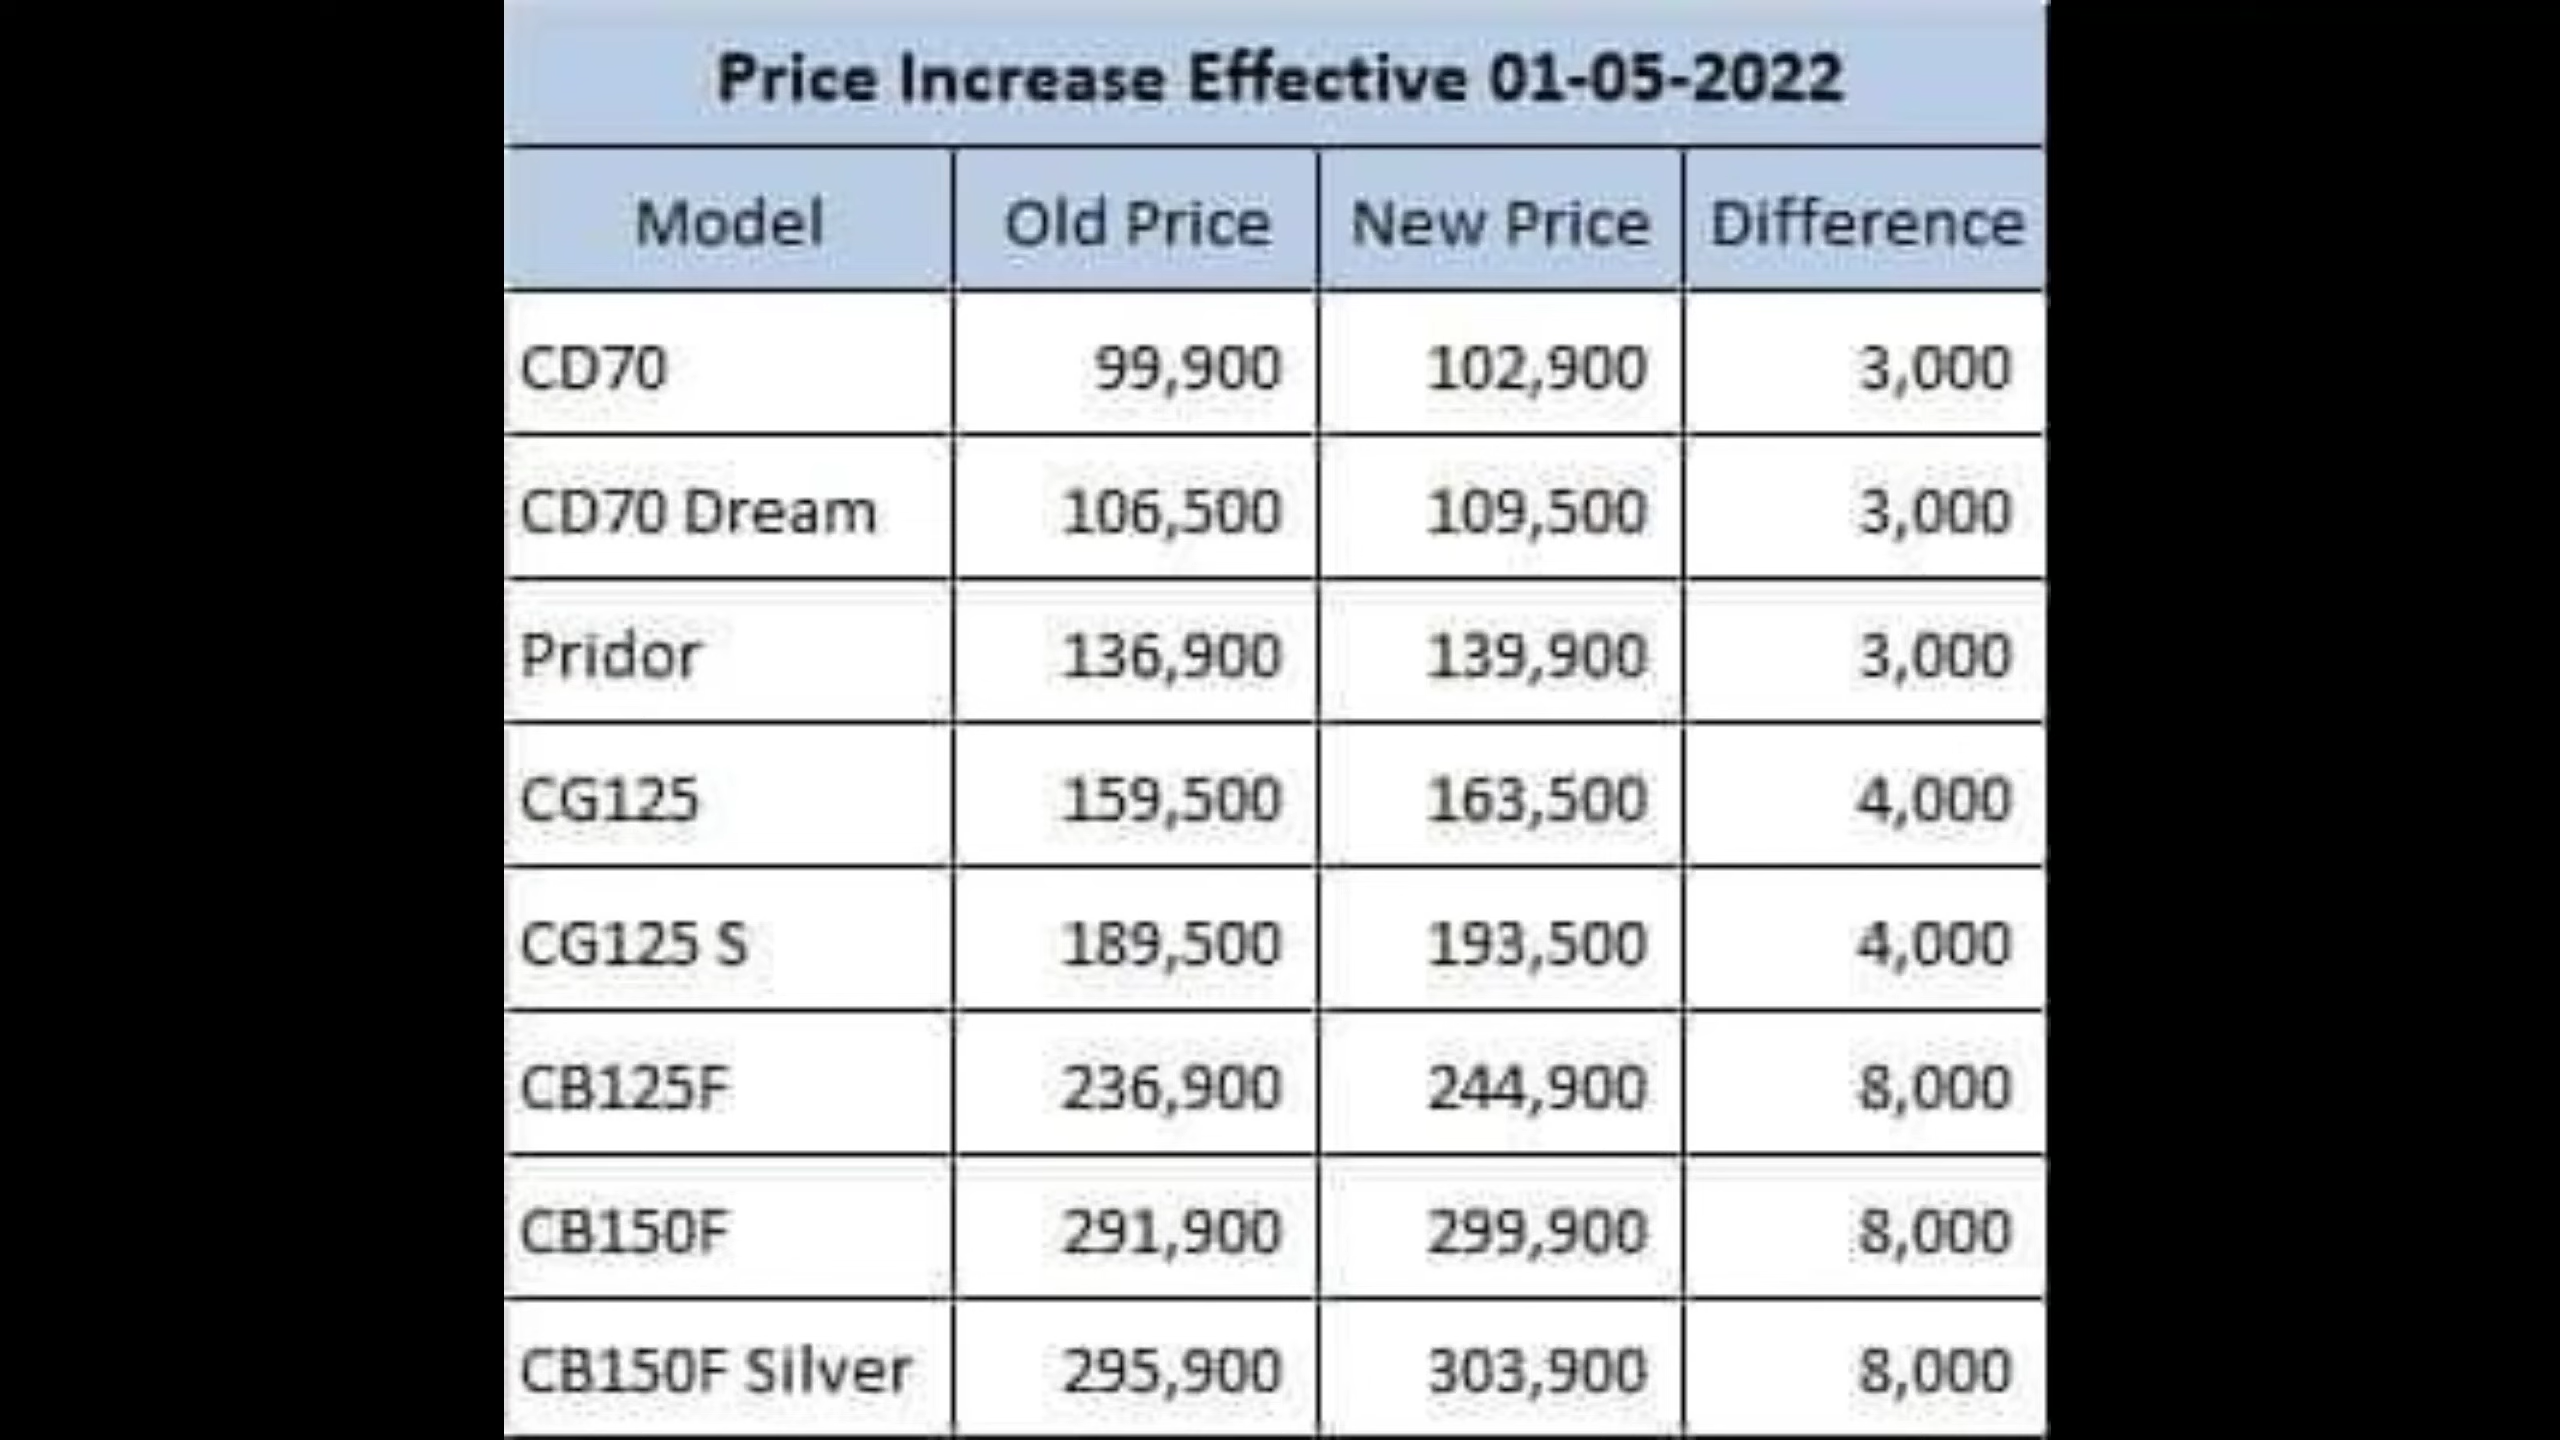 Price Increase Effective 01-05-2022
Model Old Price New Price Difference
CD70 99,900 102,900 3,000
CD70 Dream 106,500 109,500 3,000
Pridor 136,900 139,900 3,000
CG125 159,500 163,500 4,000
CG125 S 189,500 193,500 4,000
CB125F 236,900 244,900 8,000
CB150F 291,900 299,900 8,000
CB150F Silver 295,900 303,900 8,000